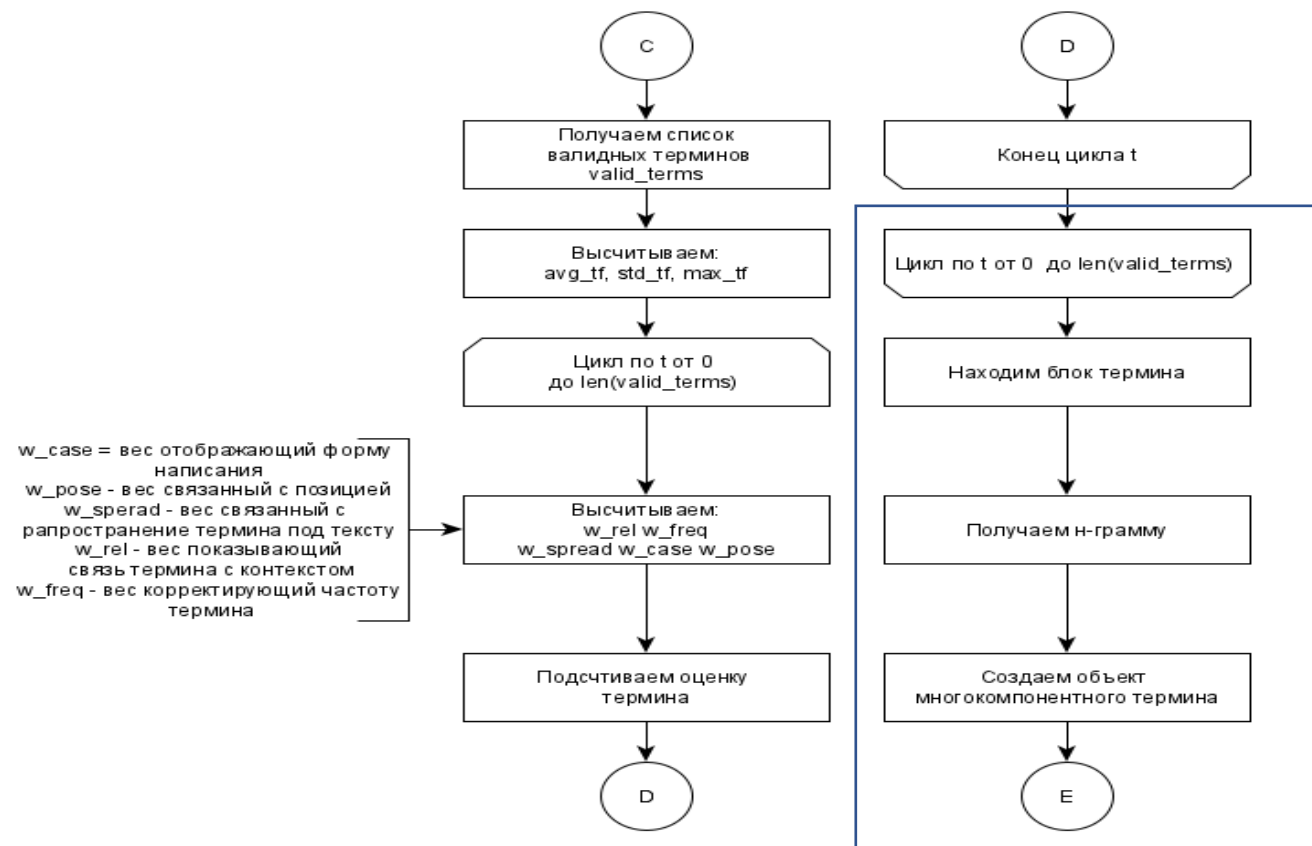 C
Получаем список
валидных терминов
valid_terms
Высчитываем:
avg_tf, std_tf, max_tf
Цикл по t от 0
до len(valid_terms)
w_case = вес отображающий форму
написания
w_pose - вес связанный с позицией
w_sperad - вес связанный с
рапространение термина под тексту
w_rel - вес показывающий
связь термина с контекстом
w_freq - вес корректирующий частоту
термина
Высчитываем:
w_rel w_freq
w_spread w_case w_pose
Подсчтиваем оценку
термина
D
D
Конец цикла t
Цикл по t от 0 до len(valid_terms)
Находим блок термина
Получаем н-грамму
Создаем объект
многокомпонентного термина
E